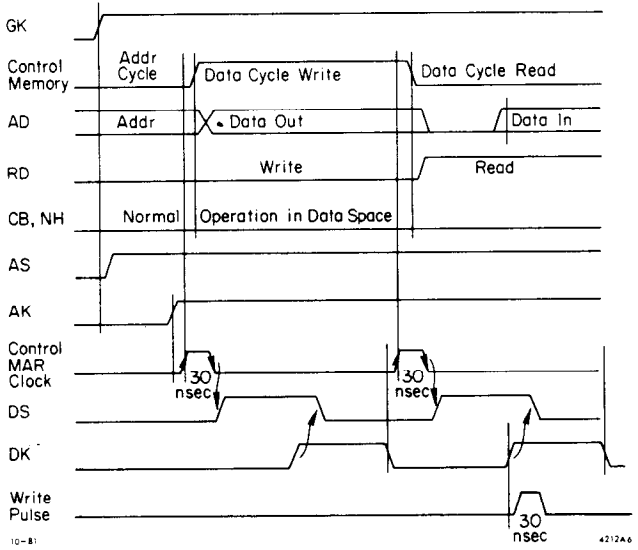 GK
Control
Memory
Addr
Cycle
Data Cycle Write
Data Cycle Read
AD
Addr
Data Out
Data In
RD
Write
Read
CB, NH
Normal
Operation in Data Space
AS
AK
Control
MAR
Clock
30
nsec
30
nsec
DS
DK
Write
Pulse
30
nsec
10-81
4212A6